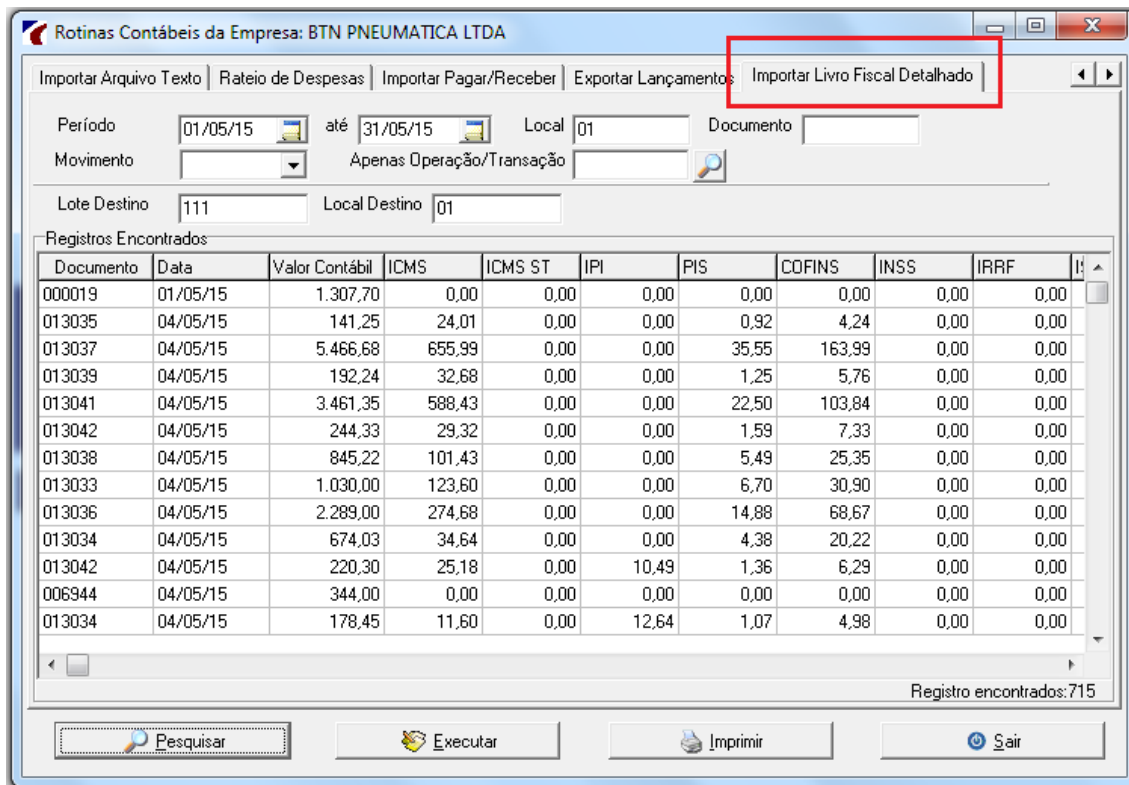 Rotinas Contábeis da Empresa: BTN PNEUMATICA LTDA
Importar Arquivo Texto Rateio de Despesas Importar Pagar/Receber Exportar Lançamentos Importar Livro Fiscal Detalhado
Período 01/05/15 até 31/05/15 Local 01 Documento
Movimento Apenas Operação/Transação
Lote Destino 111 Local Destino 01
Registros Encontrados
Documento Data Valor Contábil ICMS ICMS ST IPI PIS COFINS INSS IRRF
000019 01/05/15 1.307,70 0,00 0,00 0,00 0,00 0,00 0,00 0,00
013035 04/05/15 141,25 24,01 0,00 0,00 0,92 4,24 0,00 0,00
013037 04/05/15 5.466,68 655,99 0,00 0,00 35,55 163,99 0,00 0,00
013039 04/05/15 192,24 32,68 0,00 0,00 1,25 5,76 0,00 0,00
013041 04/05/15 3.461,35 588,43 0,00 0,00 22,50 103,84 0,00 0,00
013042 04/05/15 244,33 29,32 0,00 0,00 1,59 7,33 0,00 0,00
013038 04/05/15 845,22 101,43 0,00 0,00 5,49 25,35 0,00 0,00
013033 04/05/15 1.030,00 123,60 0,00 0,00 6,70 30,90 0,00 0,00
013036 04/05/15 2.289,00 274,68 0,00 0,00 14,88 68,67 0,00 0,00
013034 04/05/15 674,03 34,64 0,00 0,00 4,38 20,22 0,00 0,00
013042 04/05/15 220,30 25,18 0,00 10,49 1,36 6,29 0,00 0,00
006944 04/05/15 344,00 0,00 0,00 0,00 0,00 0,00 0,00 0,00
013034 04/05/15 178,45 11,60 0,00 12,64 1,07 4,98 0,00 0,00
Registro encontrados:715
Pesquisar Executar Imprimir Sair